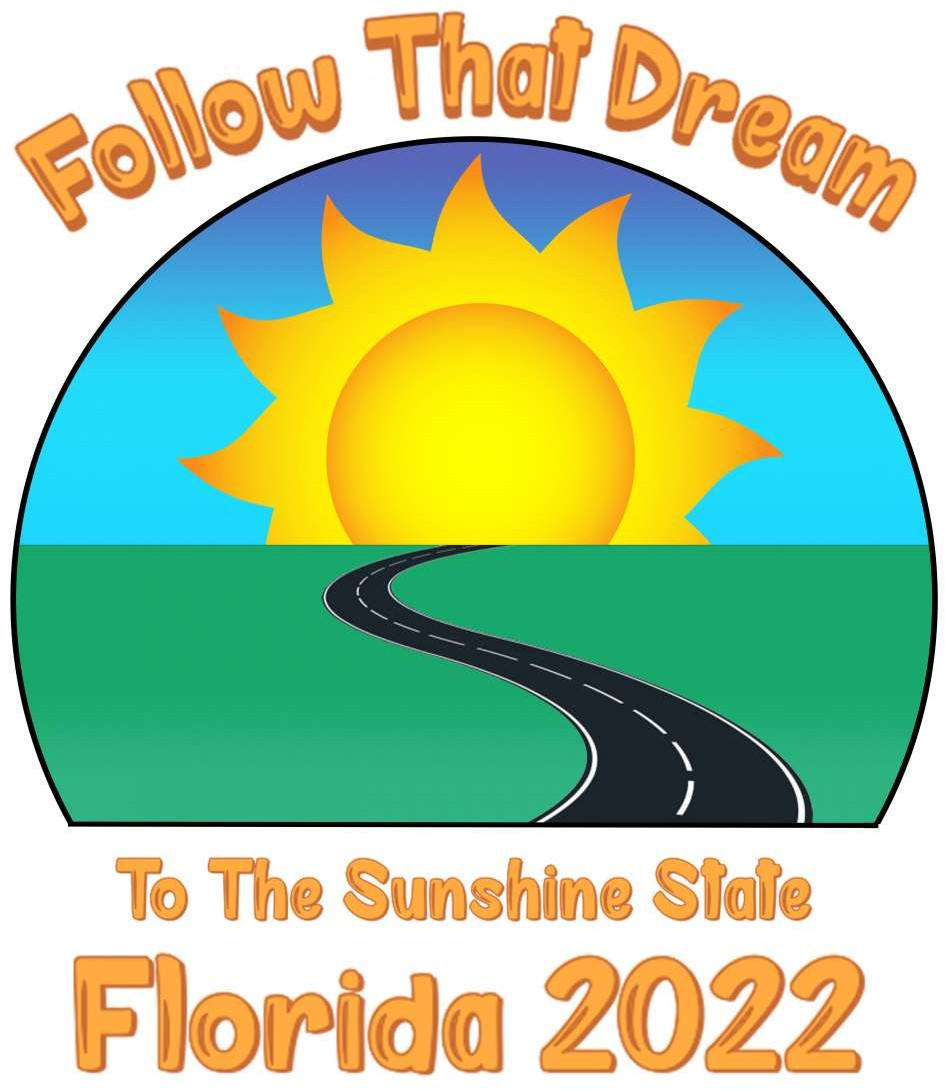 Follow That Dream
To The Sunshine State
Florida 2022